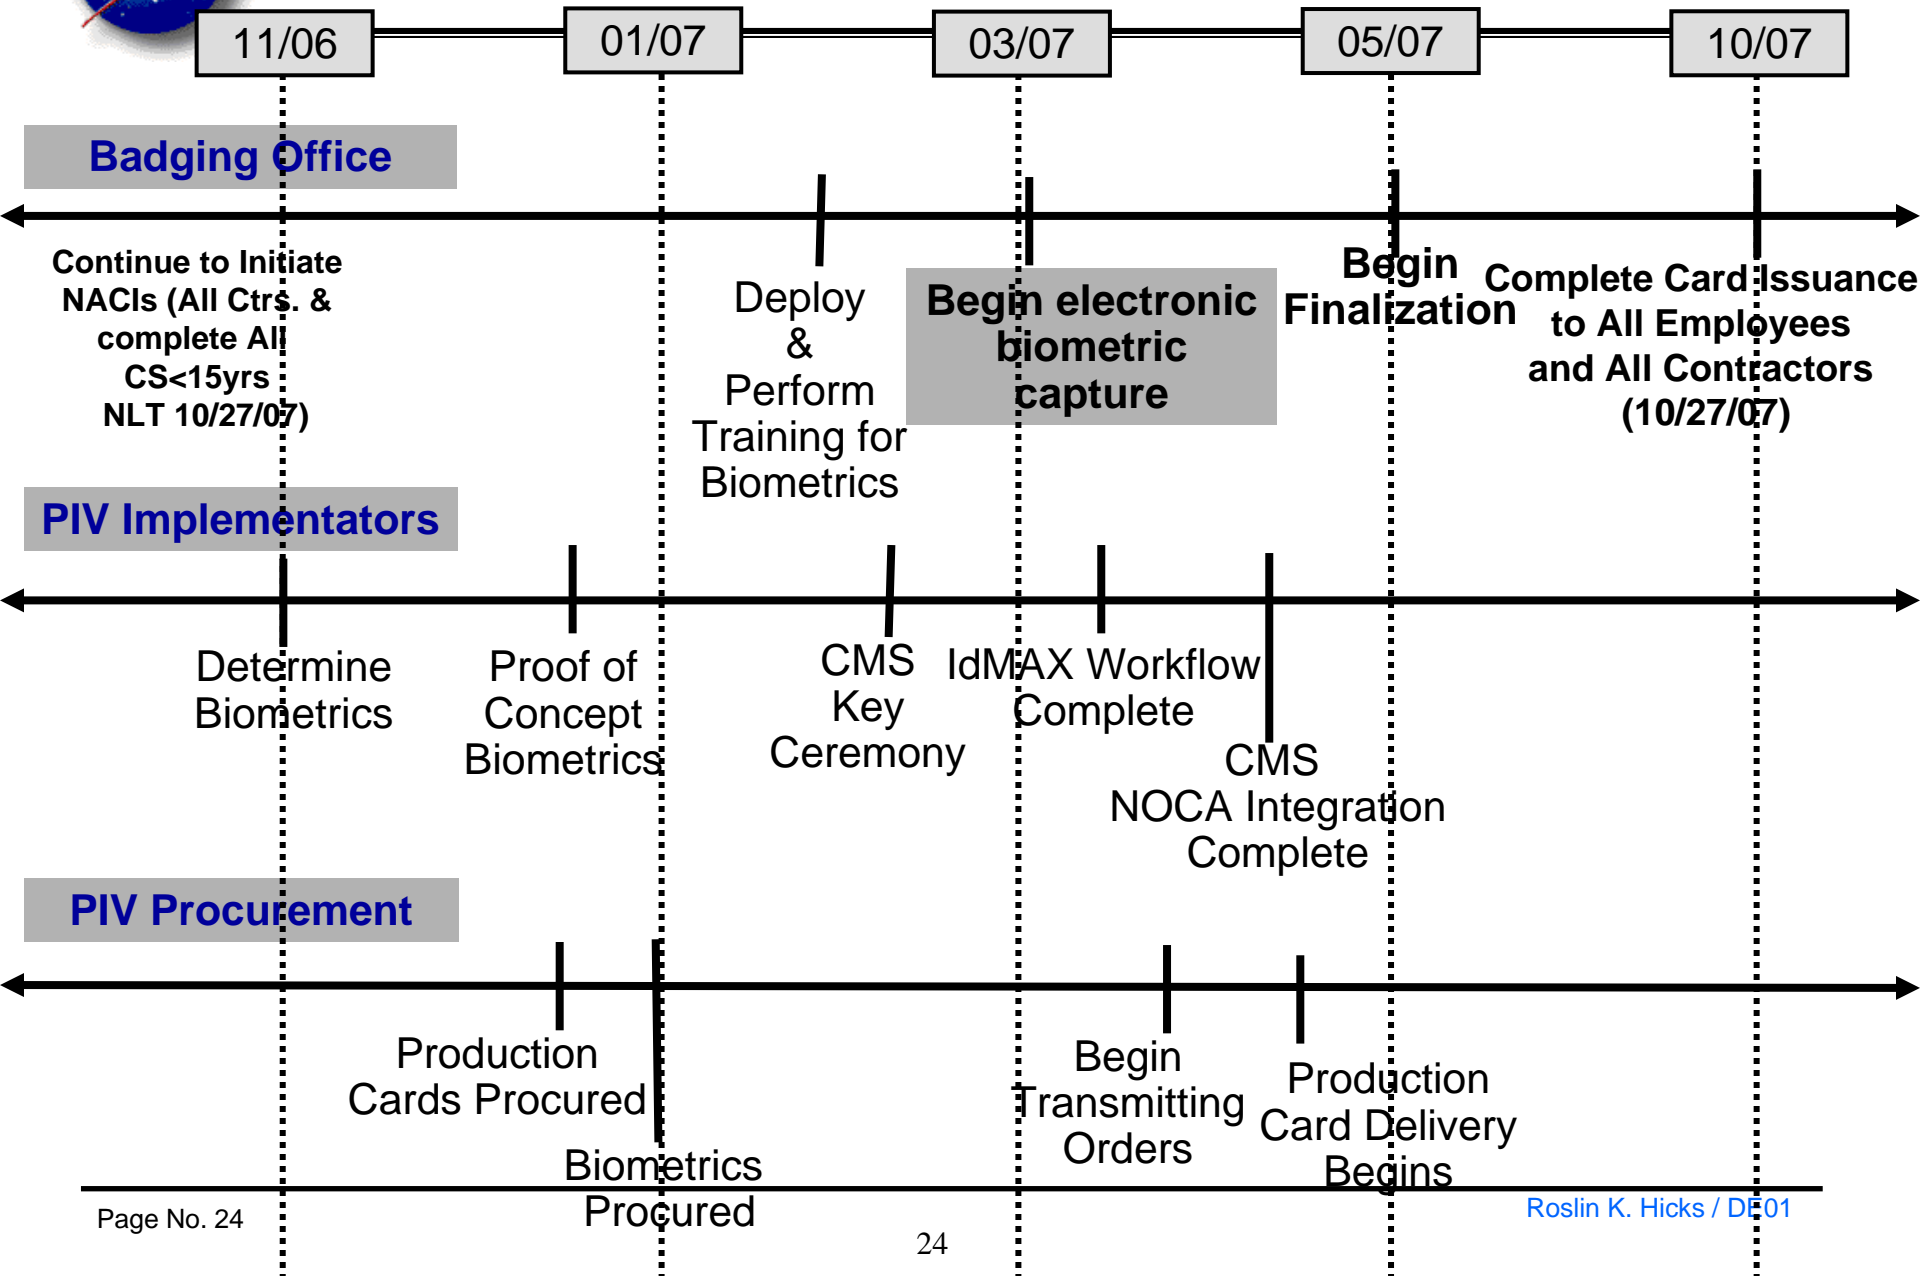 11/06 01/07 03/07 05/07 10/07
Badging Office
Continue to Initiate
NACIs (All Ctrs. &
complete All
CS<15yrs
NLT 10/27/07)
Deploy
&
Perform
Training for
Biometrics
Begin electronic
biometric
capture
Begin
Finalization
Complete Card Issuance
to All Employees
and All Contractors
(10/27/07)
PIV Implementators
Determine
Biometrics
Proof of
Concept
Biometrics
CMS
Key
Ceremony
IdMAX Workflow
Complete
CMS
NOCA Integration
Complete
PIV Procurement
Production
Cards Procured
Biometrics
Procured
Begin
Transmitting
Orders
Production
Card Delivery
Begins
Page No. 24
24
Roslin K. Hicks / DE01